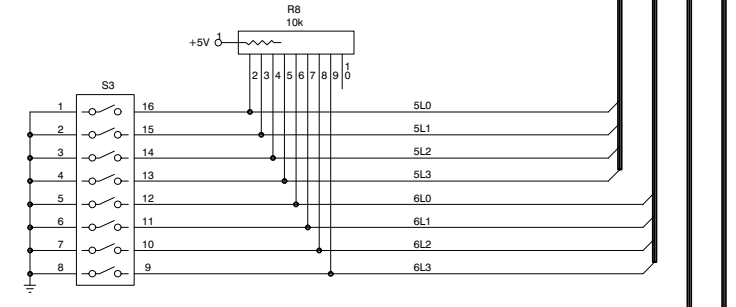 R8
10k
+5V 1
2 3 4 5 6 7 8 9 10
S3
1 16 5L0
2 15 5L1
3 14 5L2
4 13 5L3
5 12 6L0
6 11 6L1
7 10 6L2
8 9 6L3